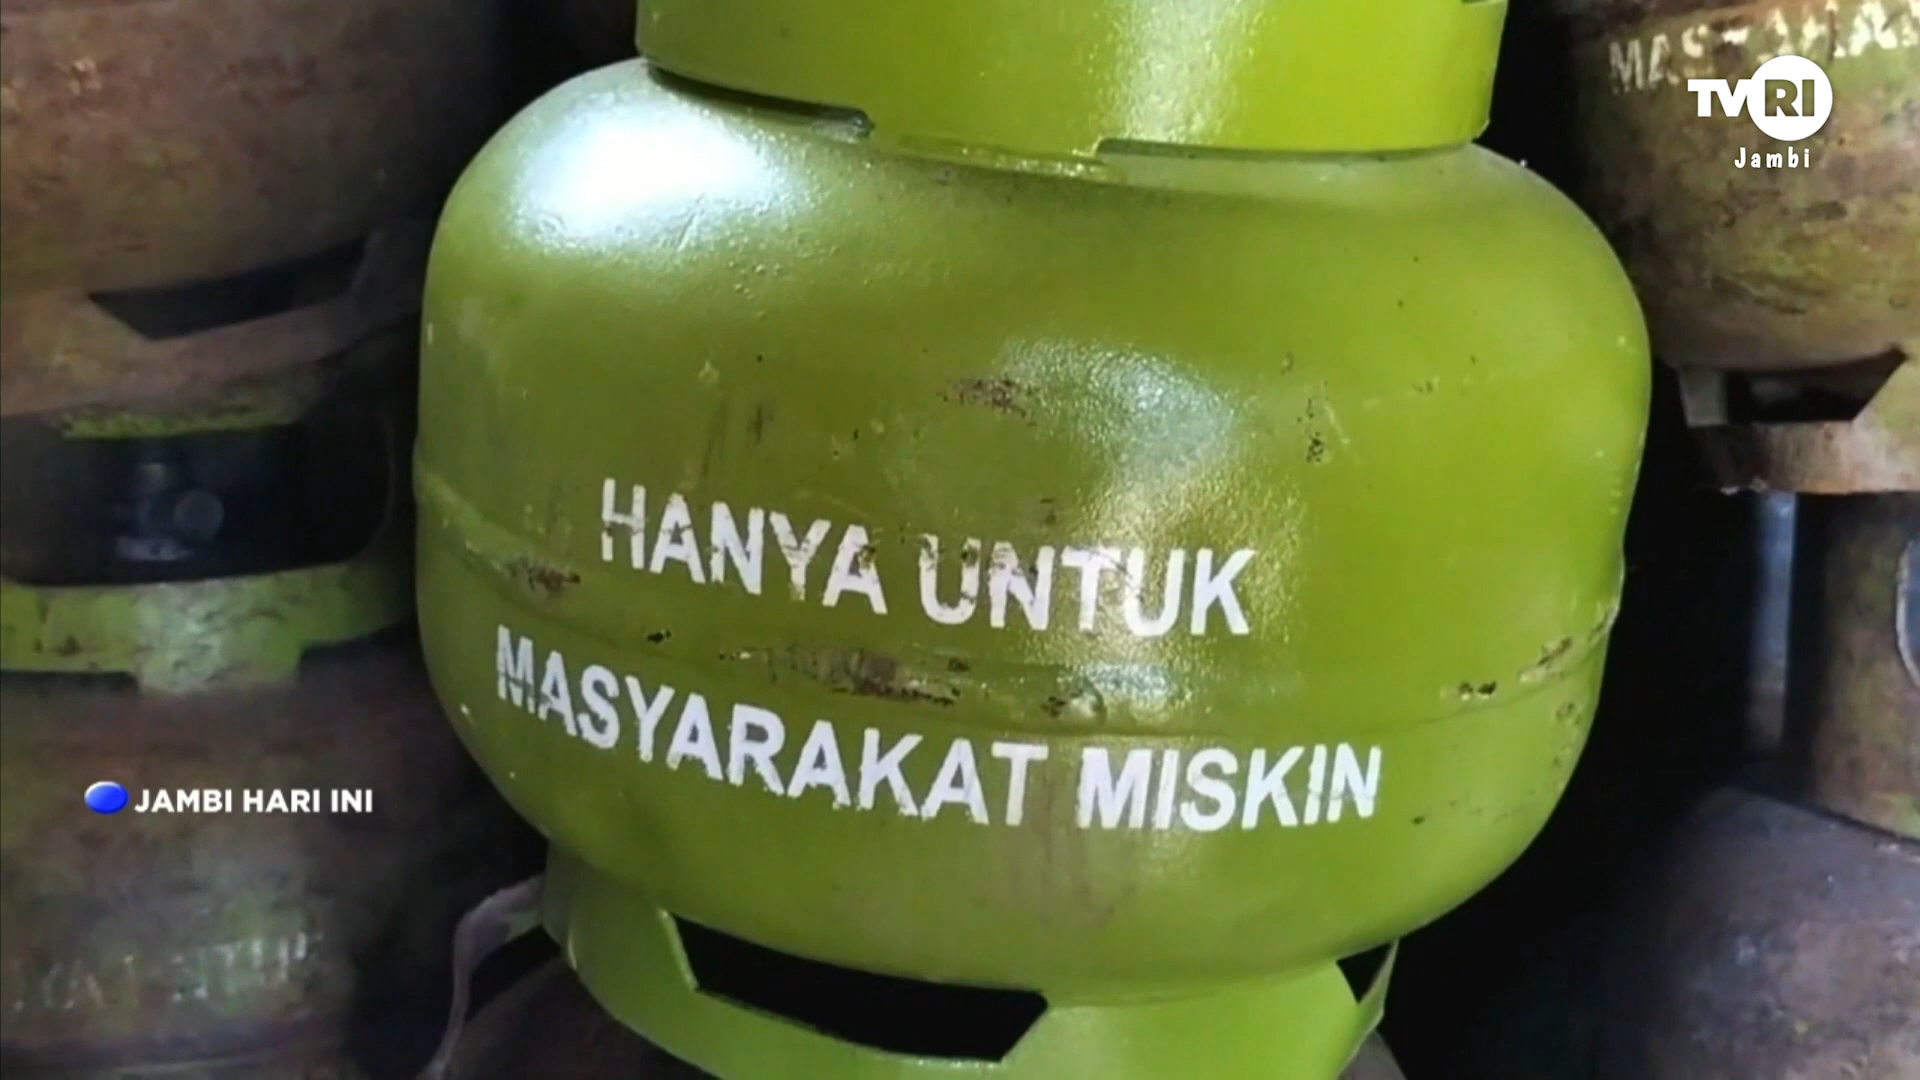 TVRI
Jambi
HANYA UNTUK
MASYARAKAT MISKIN
JAMBI HARI INI